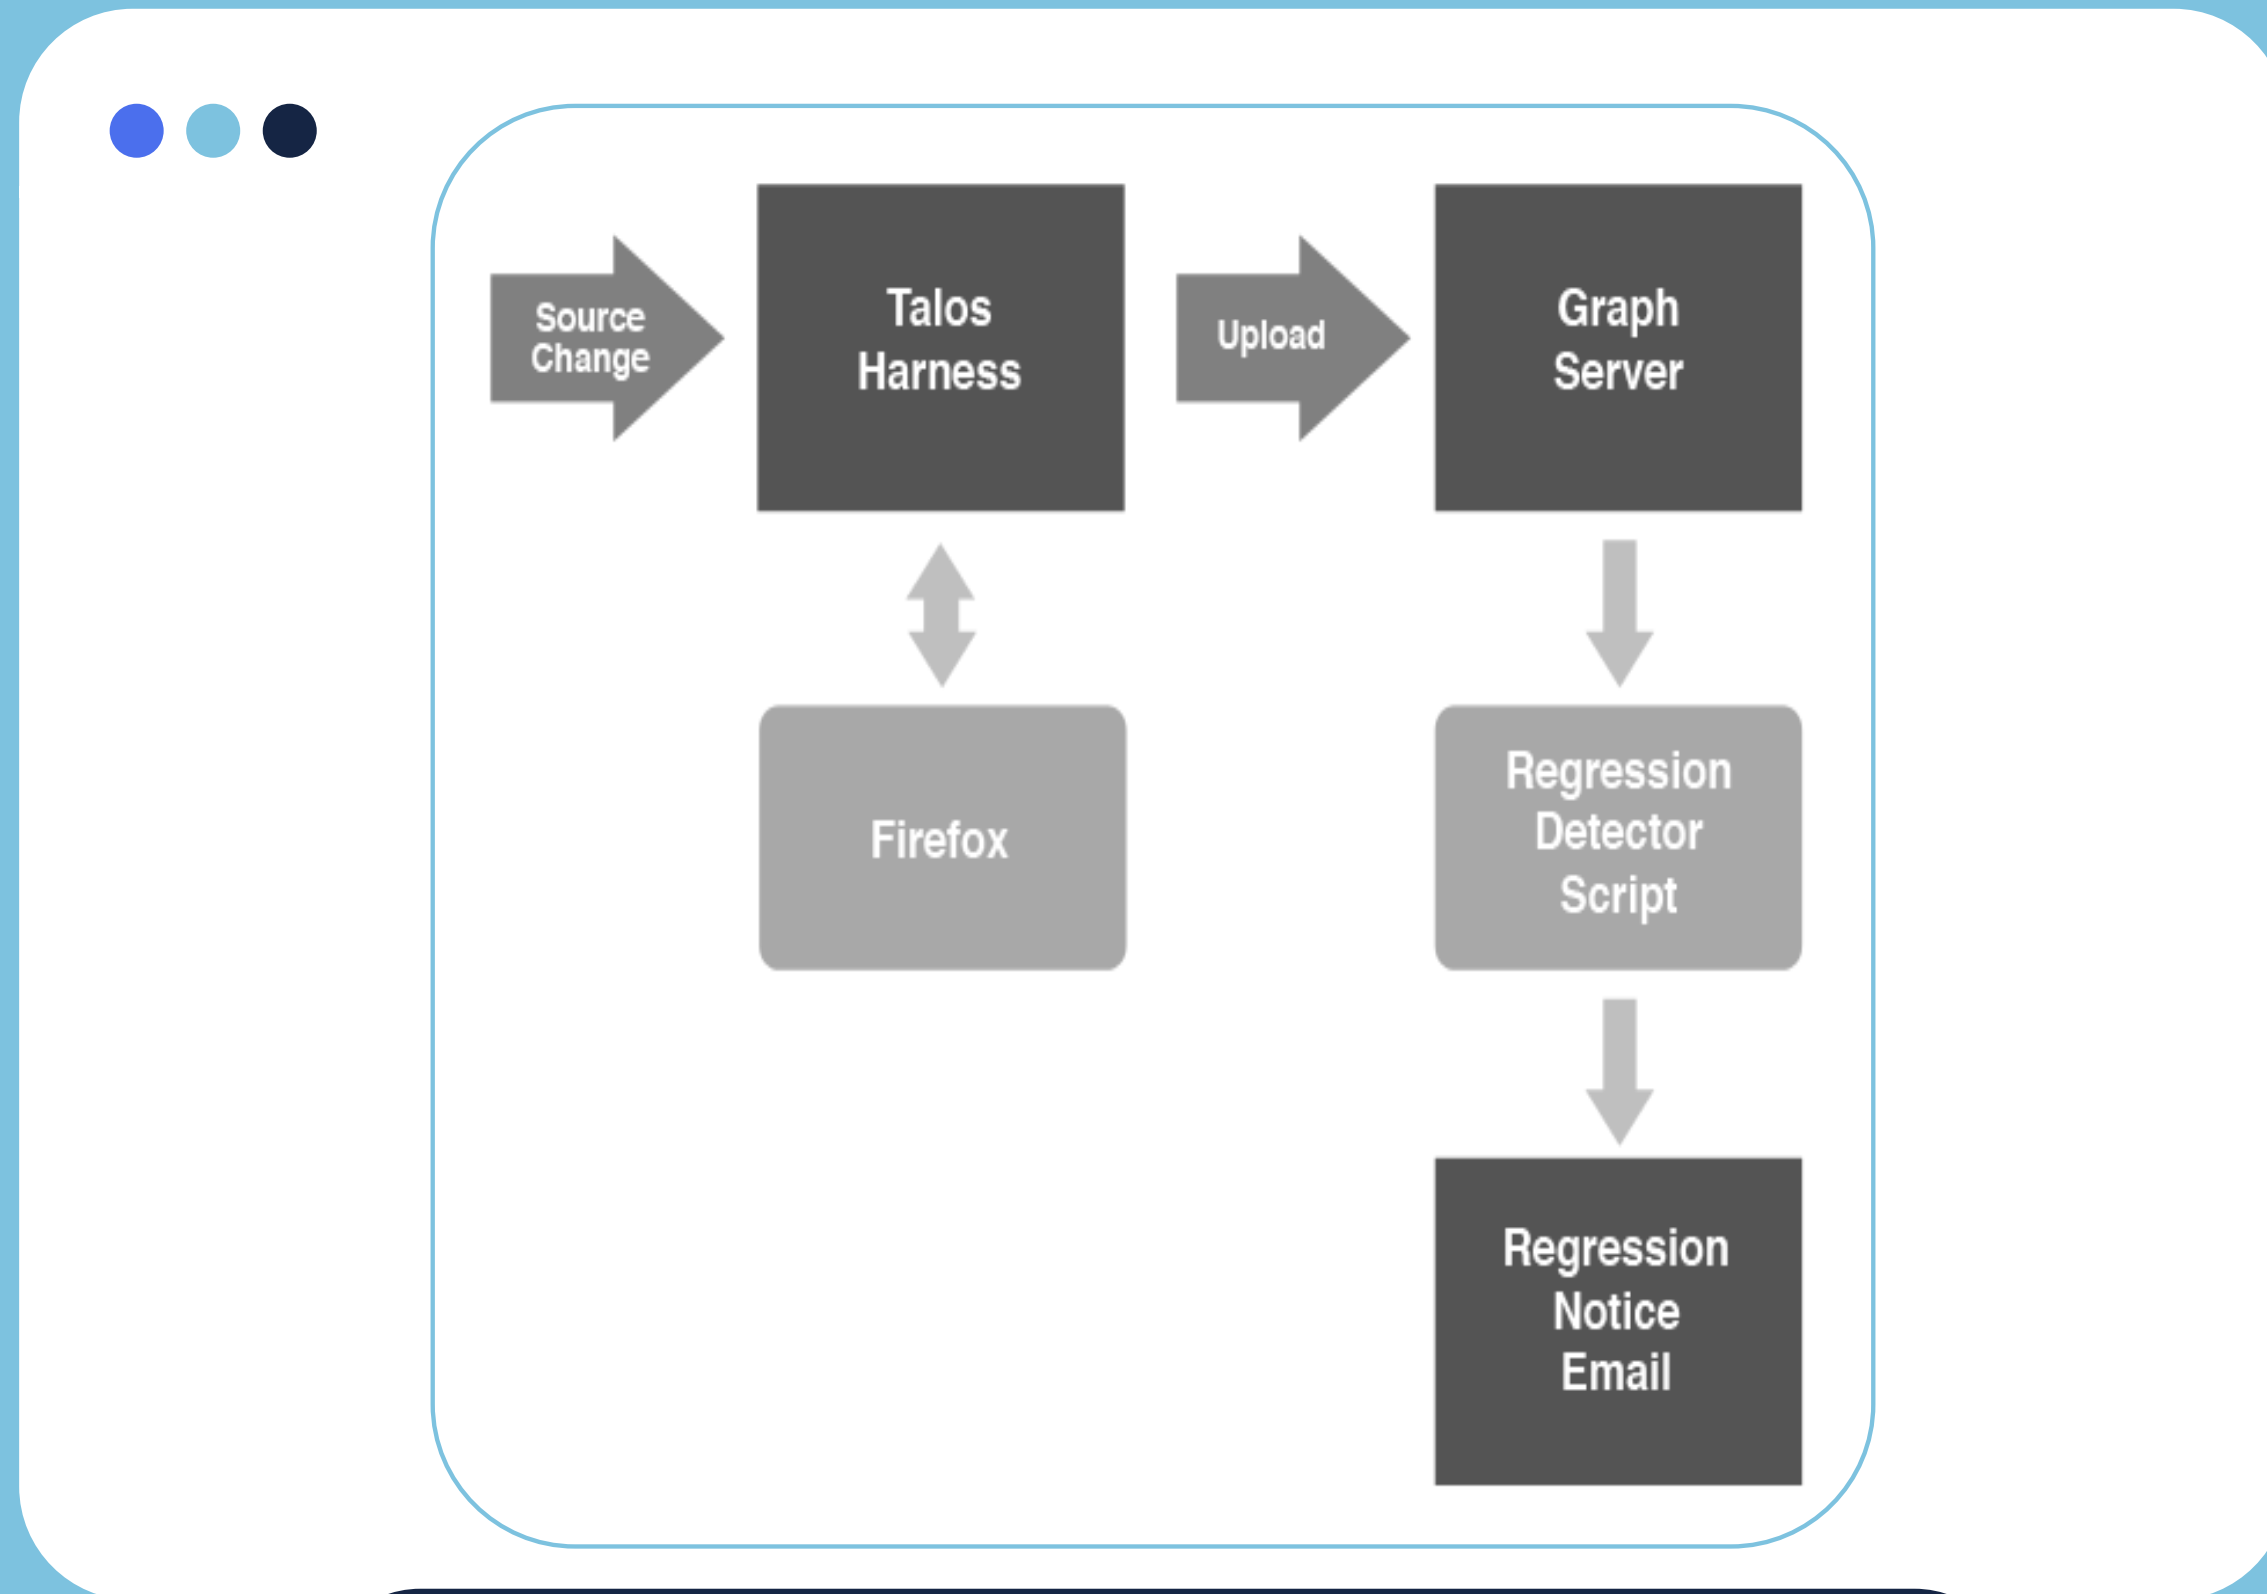 Source
Change
Talos
Harness
Upload
Graph
Server
Firefox
Regression
Detector
Script
Regression
Notice
Email